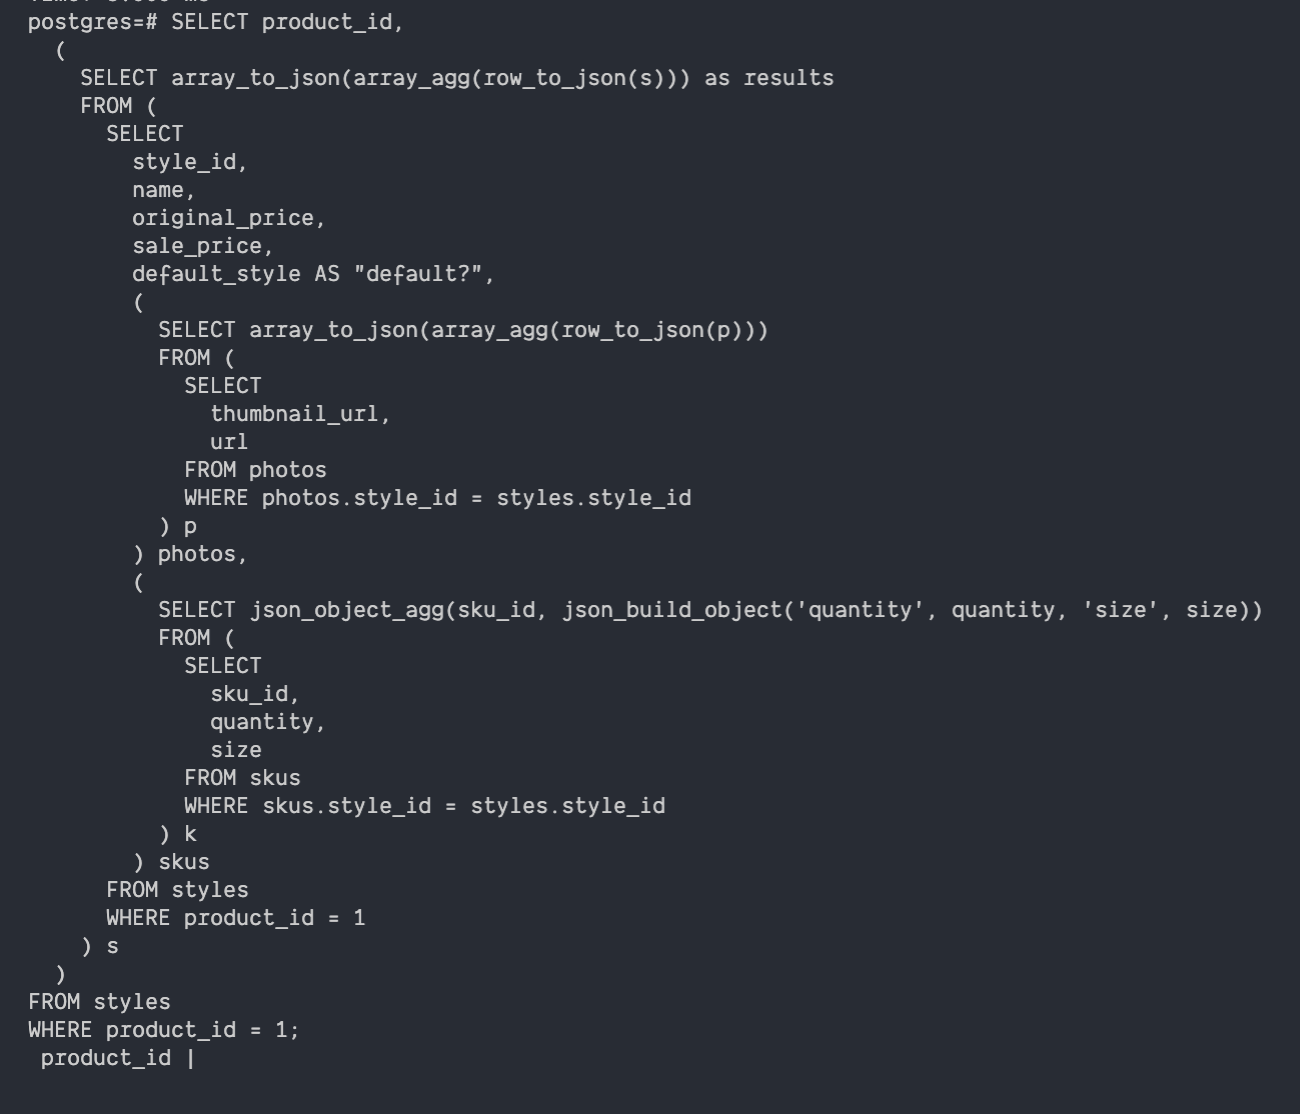 postgres=# SELECT product_id,
(
SELECT array_to_json(array_agg(row_to_json(s))) as results
FROM (
SELECT
style_id,
name,
original_price,
sale_price,
default_style AS "default?",
(
SELECT array_to_json(array_agg(row_to_json(p)))
FROM (
SELECT
thumbnail_url,
url
FROM photos
WHERE photos.style_id = styles.style_id
) p
) photos,
(
SELECT json_object_agg(sku_id, json_build_object('quantity', quantity, 'size', size))
FROM (
SELECT
sku_id,
quantity,
size
FROM skus
WHERE skus.style_id = styles.style_id
) k
) skus
FROM styles
WHERE product_id = 1
) s
)
FROM styles
WHERE product_id = 1;
product_id |